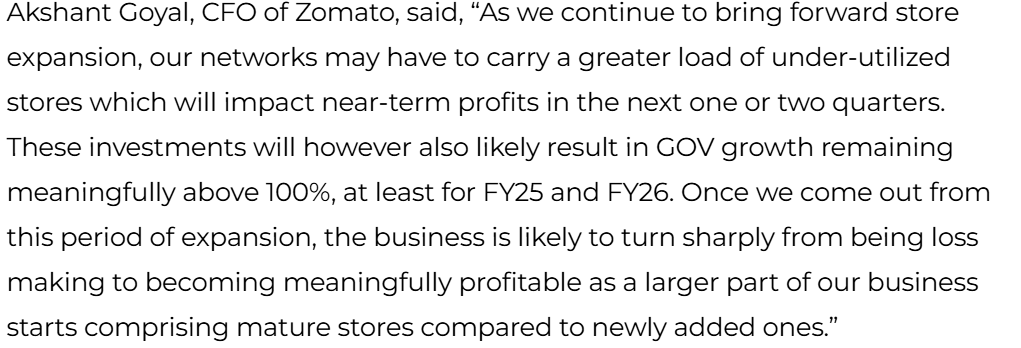 Akshant Goyal, CFO of Zomato, said, “As we continue to bring forward store
expansion, our networks may have to carry a greater load of under-utilized
stores which will impact near-term profits in the next one or two quarters.
These investments will however also likely result in GOV growth remaining
meaningfully above 100%, at least for FY25 and FY26. Once we come out from
this period of expansion, the business is likely to turn sharply from being loss
making to becoming meaningfully profitable as a larger part of our business
starts comprising mature stores compared to newly added ones.”